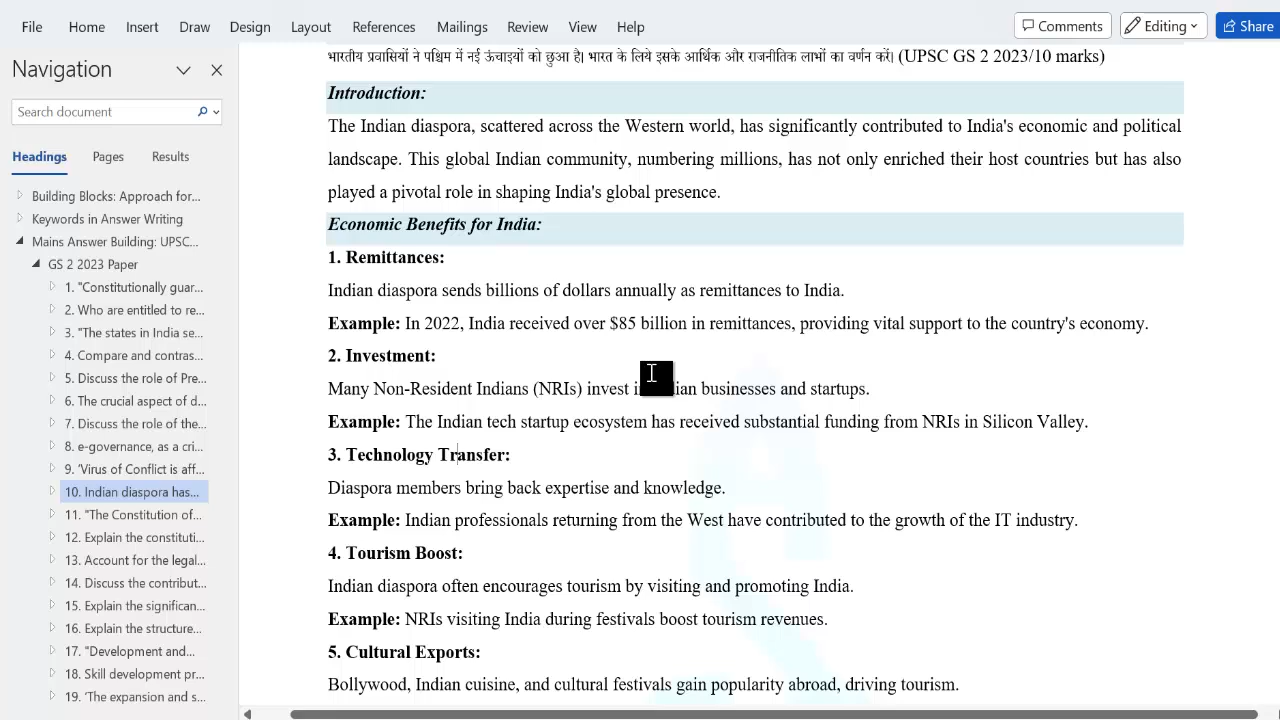 File Home Insert Draw Design Layout References Mailings Review View Help Comments Editing Share
Navigation
Search document
Headings Pages Results
Building Blocks: Approach for...
Keywords in Answer Writing
Mains Answer Building: UPSC...
GS 2 2023 Paper
1. "Constitutionally guar...
2. Who are entitled to re...
3. "The states in India se...
4. Compare and contras...
5. Discuss the role of Pre...
6. The crucial aspect of d...
7. Discuss the role of the...
8. e-governance, as a cri...
9. 'Virus of Conflict is aff...
10. Indian diaspora has...
11. "The Constitution of...
12. Explain the constituti...
13. Account for the legal...
14. Discuss the contribut...
15. Explain the significan...
16. Explain the structure...
17. "Development and...
18. Skill development pr...
19. 'The expansion and s...
भारतीय प्रवासियों ने पश्चिम में नई ऊंचाइयों को छुआ है। भारत के लिये इसके आर्थिक और राजनीतिक लाभों का वर्णन करें। (UPSC GS 2 2023/10 marks)
Introduction:
The Indian diaspora, scattered across the Western world, has significantly contributed to India's economic and political
landscape. This global Indian community, numbering millions, has not only enriched their host countries but has also
played a pivotal role in shaping India's global presence.
Economic Benefits for India:
1. Remittances:
Indian diaspora sends billions of dollars annually as remittances to India.
Example: In 2022, India received over $85 billion in remittances, providing vital support to the country's economy.
2. Investment:
Many Non-Resident Indians (NRIs) invest businesses and startups.
Example: The Indian tech startup ecosystem has received substantial funding from NRIs in Silicon Valley.
3. Technology Transfer:
Diaspora members bring back expertise and knowledge.
Example: Indian professionals returning from the West have contributed to the growth of the IT industry.
4. Tourism Boost:
Indian diaspora often encourages tourism by visiting and promoting India.
Example: NRIs visiting India during festivals boost tourism revenues.
5. Cultural Exports:
Bollywood, Indian cuisine, and cultural festivals gain popularity abroad, driving tourism.